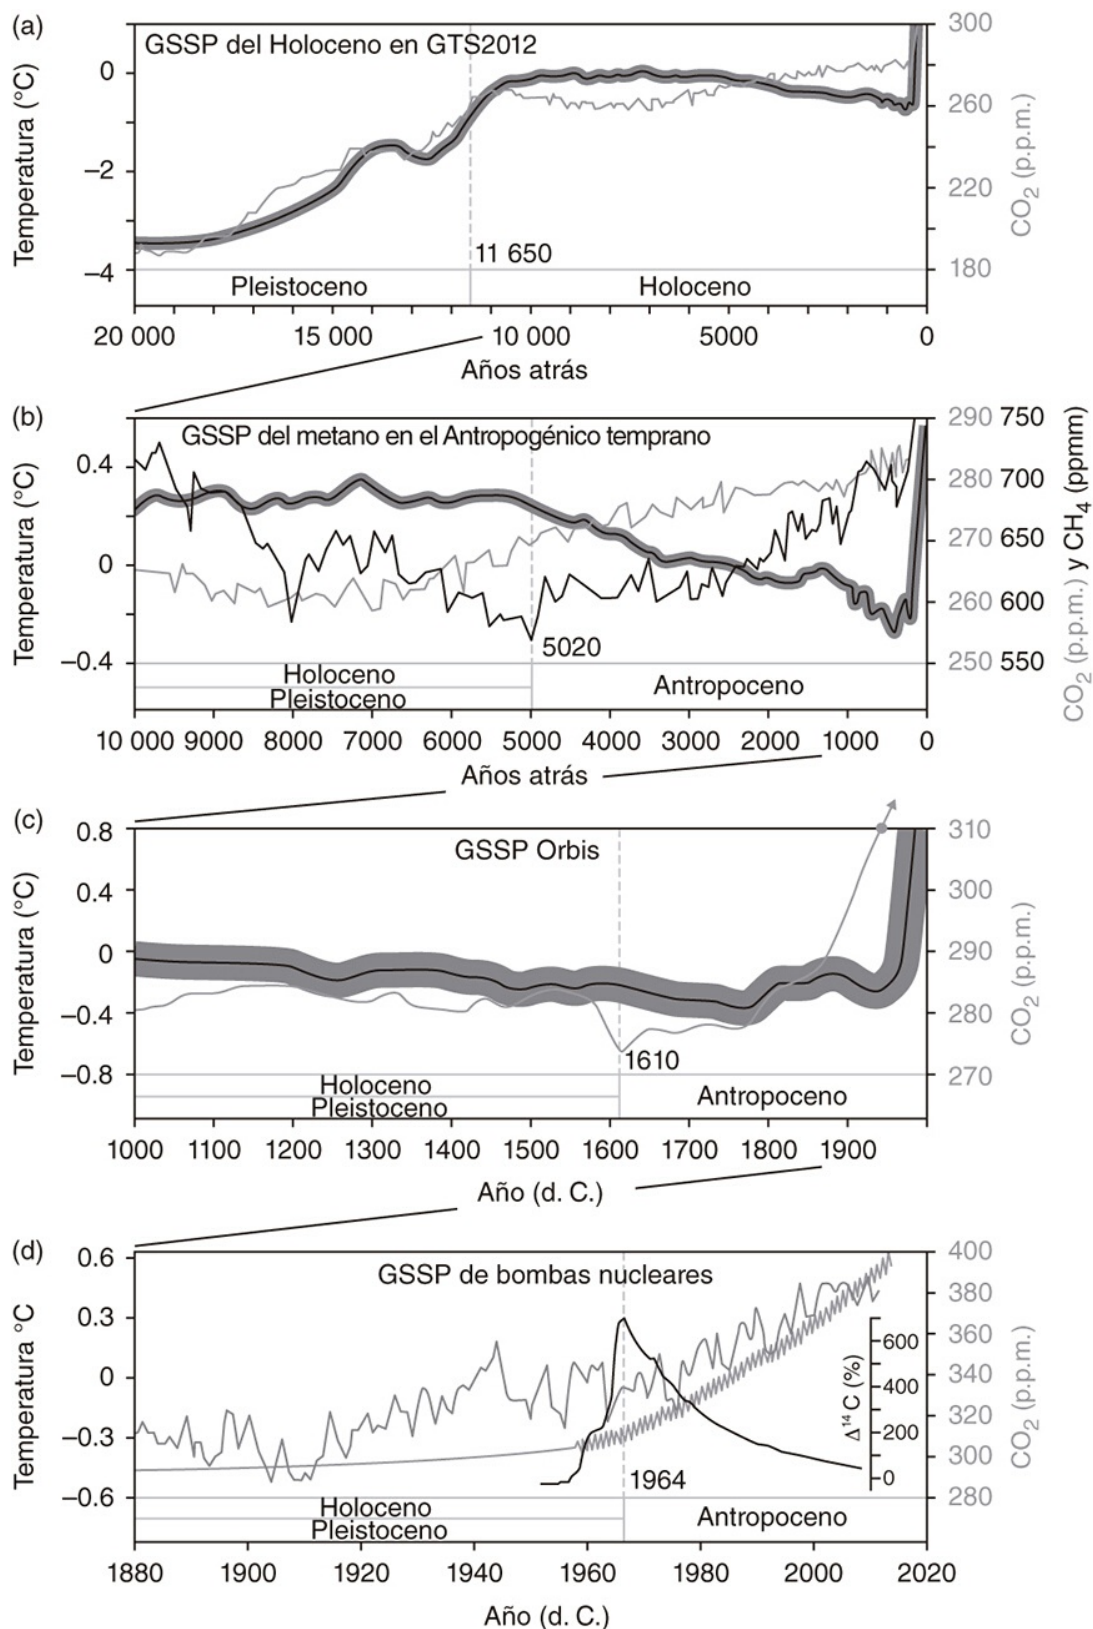 (a)
GSSP del Holoceno en GTS2012
Temperatura (°C)
0
−2
−4
300
260
220
180
CO2 (p.p.m.)
11 650
Pleistoceno
Holoceno
20 000 15 000 10 000 5000 0
Años atrás
(b)
GSSP del metano en el Antropogénico temprano
Temperatura (°C)
0.4
0
−0.4
290 750
280 700
270 650
260 600
250 550
CO2 (p.p.m.) y CH4 (ppmm)
5020
Holoceno
Pleistoceno
Antropoceno
10 000 9000 8000 7000 6000 5000 4000 3000 2000 1000 0
Años atrás
(c)
GSSP Orbis
Temperatura (°C)
0.8
0.4
0
−0.4
−0.8
310
300
290
280
270
CO2 (p.p.m.)
1610
Holoceno
Pleistoceno
Antropoceno
1000 1100 1200 1300 1400 1500 1600 1700 1800 1900
Año (d. C.)
(d)
GSSP de bombas nucleares
Temperatura °C
0.6
0.3
0
−0.3
−0.6
600
400
200
0
Δ14C (%)
400
380
360
340
320
300
280
CO2 (p.p.m.)
1964
Holoceno
Pleistoceno
Antropoceno
1880 1900 1920 1940 1960 1980 2000 2020
Año (d. C.)